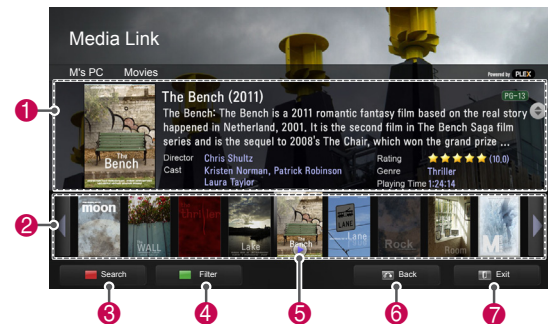 Media Link
M's PC Movies
Powered by PLEX
1
The Bench
The Bench (2011)
PG-13
The Bench: The Bench is a 2011 romantic fantasy film based on the real story
happened in Netherland, 2001. It is the second film in The Bench Saga film
series and is the sequel to 2008's The Chair, which won the grand prize ...
Director Chris Shultz
Rating (10.0)
Cast Kristen Norman, Patrick Robinson
Genre Thriller
Laura Taylor
Playing Time 1:24:14
2
moon
WALL
thriller
Lake
The
Bench
Lane
Rock
Room
M
Search
Filter
Back
Exit
3
4
5
6
7